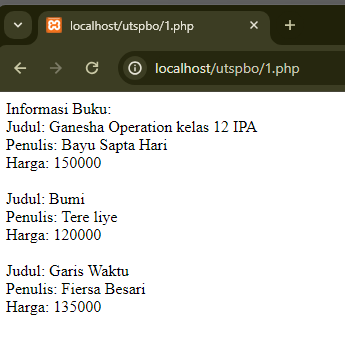 localhost/utspbo/1.php
localhost/utspbo/1.php
Informasi Buku:
Judul: Ganesha Operation kelas 12 IPA
Penulis: Bayu Sapta Hari
Harga: 150000
Judul: Bumi
Penulis: Tere liye
Harga: 120000
Judul: Garis Waktu
Penulis: Fiersa Besari
Harga: 135000